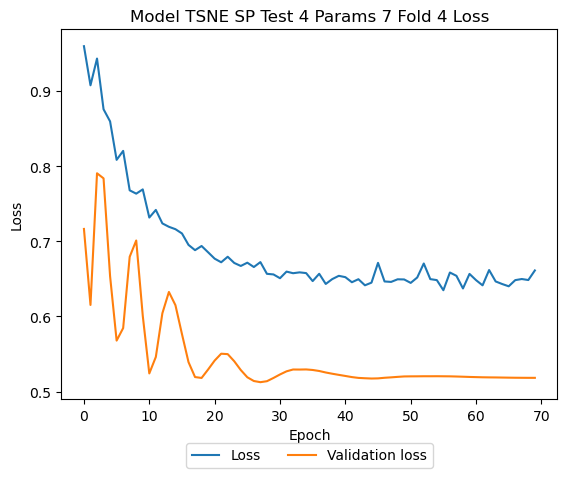 Model TSNE SP Test 4 Params 7 Fold 4 Loss
Loss
0.9
0.8
0.7
0.6
0.5
0 10 20 30 40 50 60 70
Epoch
Loss Validation loss